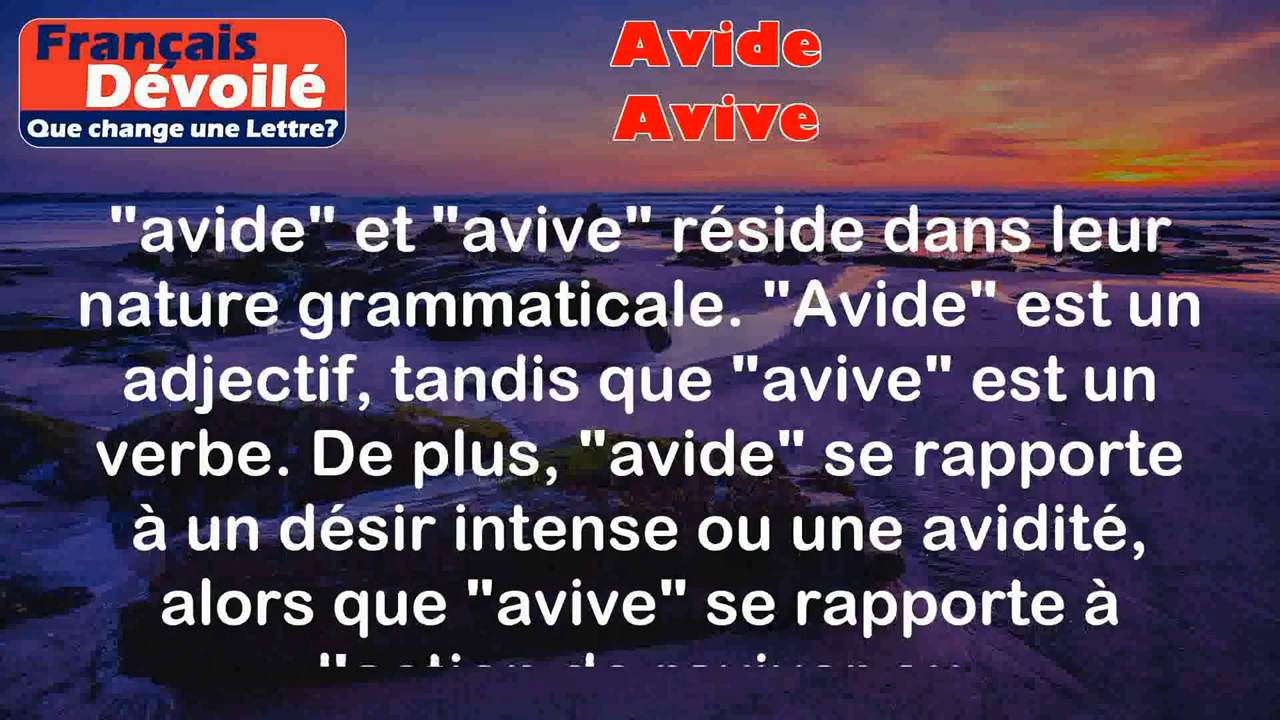 Français
Dévoilé
Que change une Lettre?
Avide
Avive
"avide" et "avive" réside dans leur
nature grammaticale. "Avide" est un
adjectif, tandis que "avive" est un
verbe. De plus, "avide" se rapporte
à un désir intense ou une avidité,
alors que "avive" se rapporte à